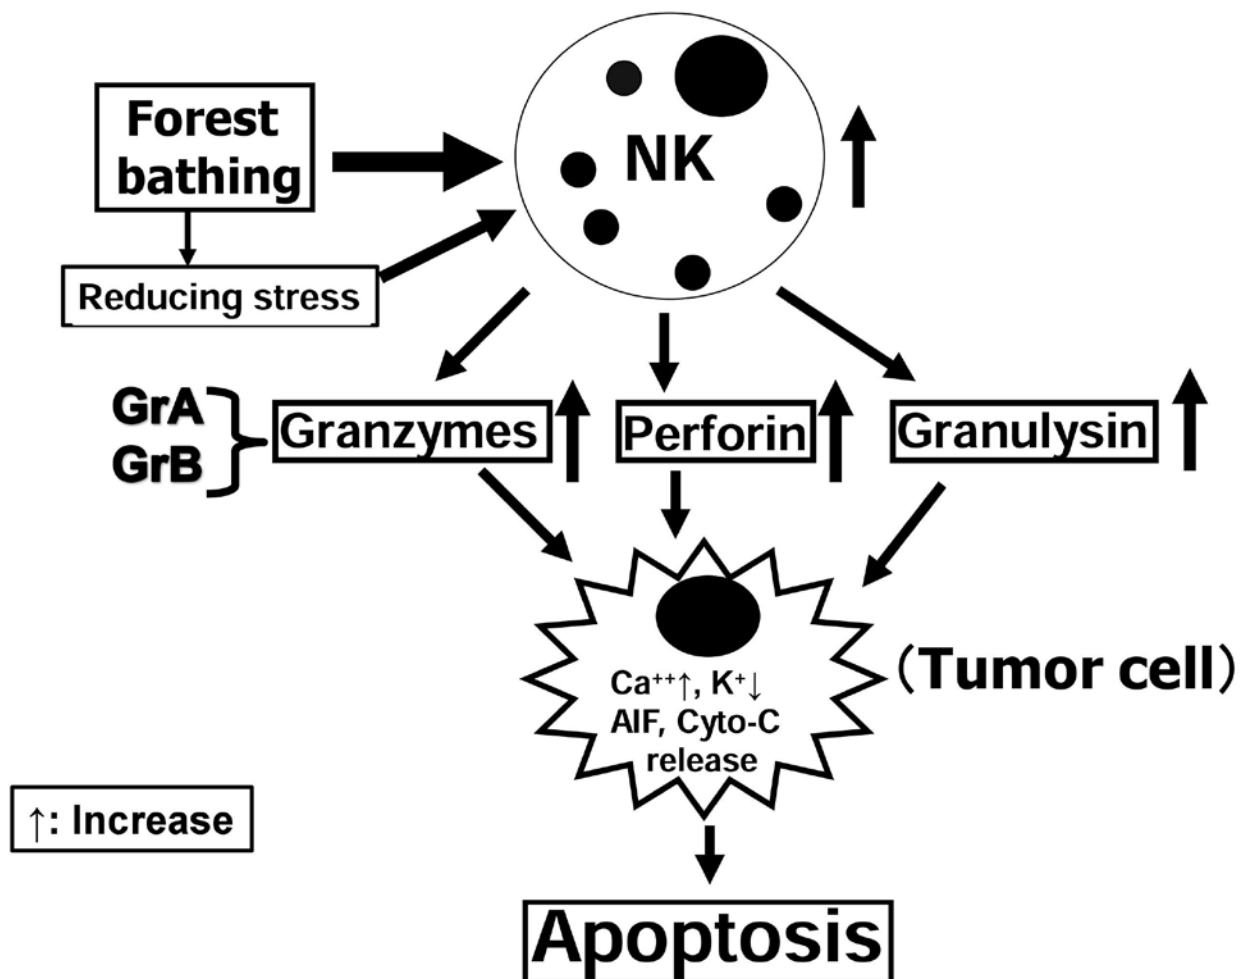 Forest
bathing
NK
Reducing stress
GrA
GrB
Granzymes
Perforin
Granulysin
Ca⁺⁺↑, K⁺↓
AIF, Cyto-C
release
(Tumor cell)
↑: Increase
Apoptosis